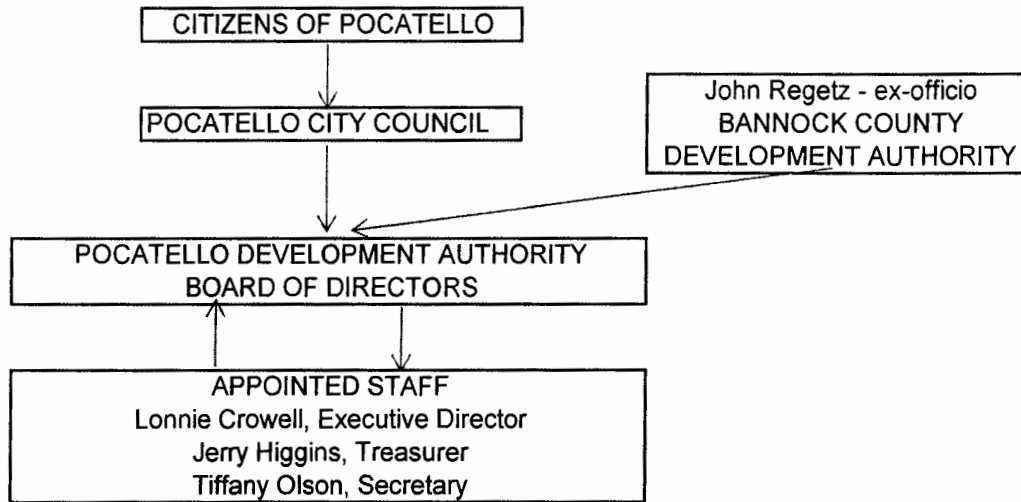 CITIZENS OF POCATELLO
POCATELLO CITY COUNCIL
John Regetz - ex-officio
BANNOCK COUNTY
DEVELOPMENT AUTHORITY
POCATELLO DEVELOPMENT AUTHORITY
BOARD OF DIRECTORS
APPOINTED STAFF
Lonnie Crowell, Executive Director
Jerry Higgins, Treasurer
Tiffany Olson, Secretary